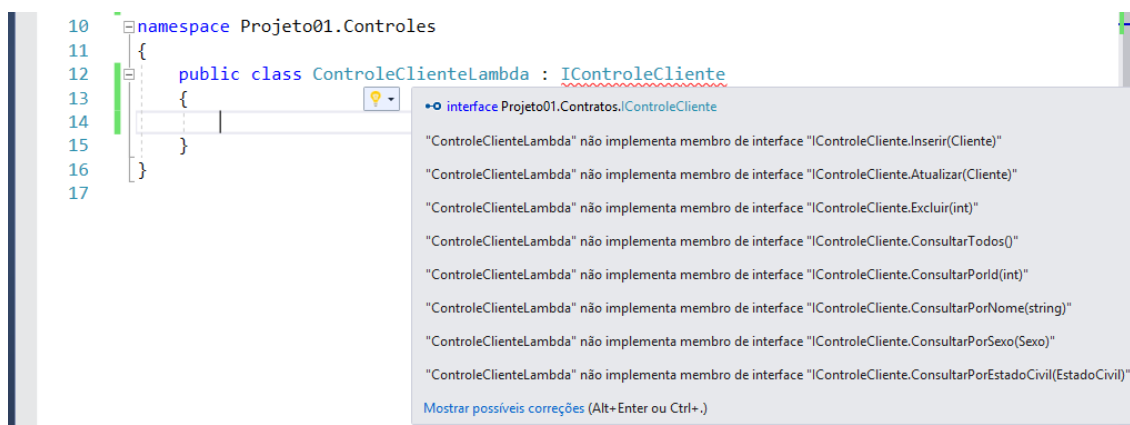 10 namespace Projeto01.Controles
11 {
12 public class ControleClienteLambda : IControleCliente
13 {
14
15 }
16 }
17
interface Projeto01.Contratos.IControleCliente
"ControleClienteLambda" não implementa membro de interface "IControleCliente.Inserir(Cliente)"
"ControleClienteLambda" não implementa membro de interface "IControleCliente.Atualizar(Cliente)"
"ControleClienteLambda" não implementa membro de interface "IControleCliente.Excluir(int)"
"ControleClienteLambda" não implementa membro de interface "IControleCliente.ConsultarTodos()"
"ControleClienteLambda" não implementa membro de interface "IControleCliente.ConsultarPorId(int)"
"ControleClienteLambda" não implementa membro de interface "IControleCliente.ConsultarPorNome(string)"
"ControleClienteLambda" não implementa membro de interface "IControleCliente.ConsultarPorSexo(Sexo)"
"ControleClienteLambda" não implementa membro de interface "IControleCliente.ConsultarPorEstadoCivil(EstadoCivil)"
Mostrar possíveis correções (Alt+Enter ou Ctrl+.)